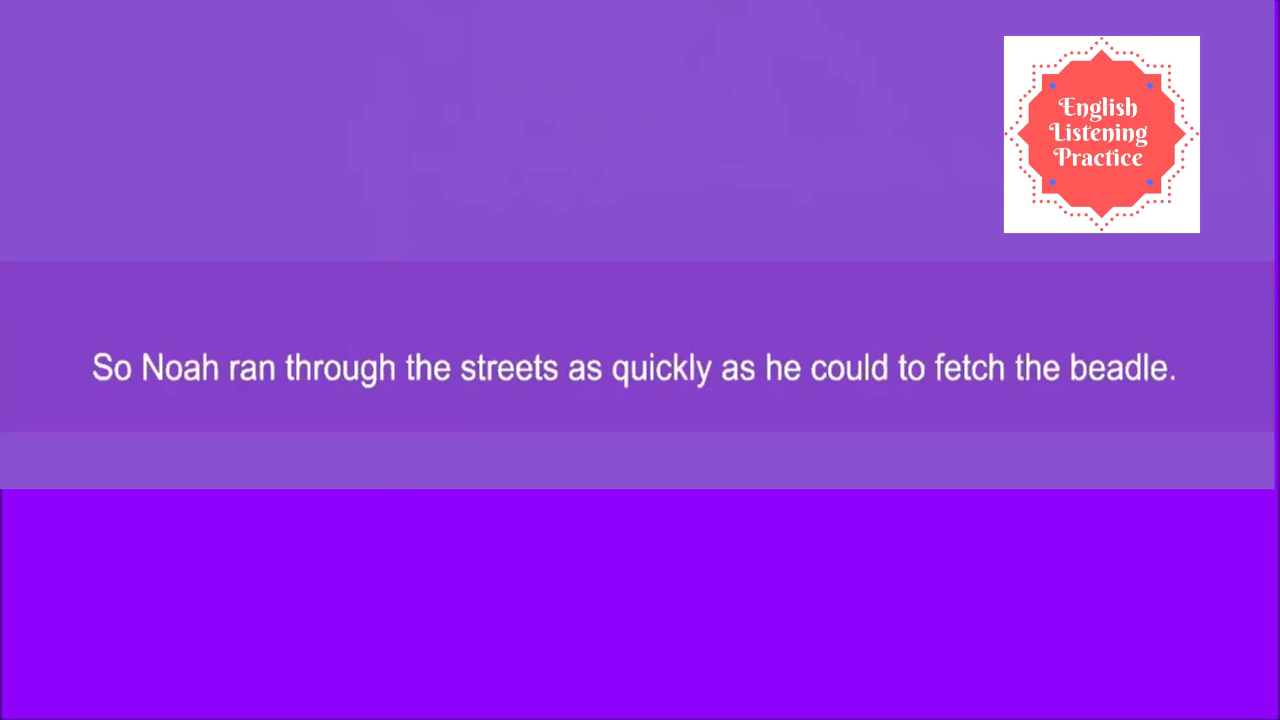 English
Listening
Practice
So Noah ran through the streets as quickly as he could to fetch the beadle.